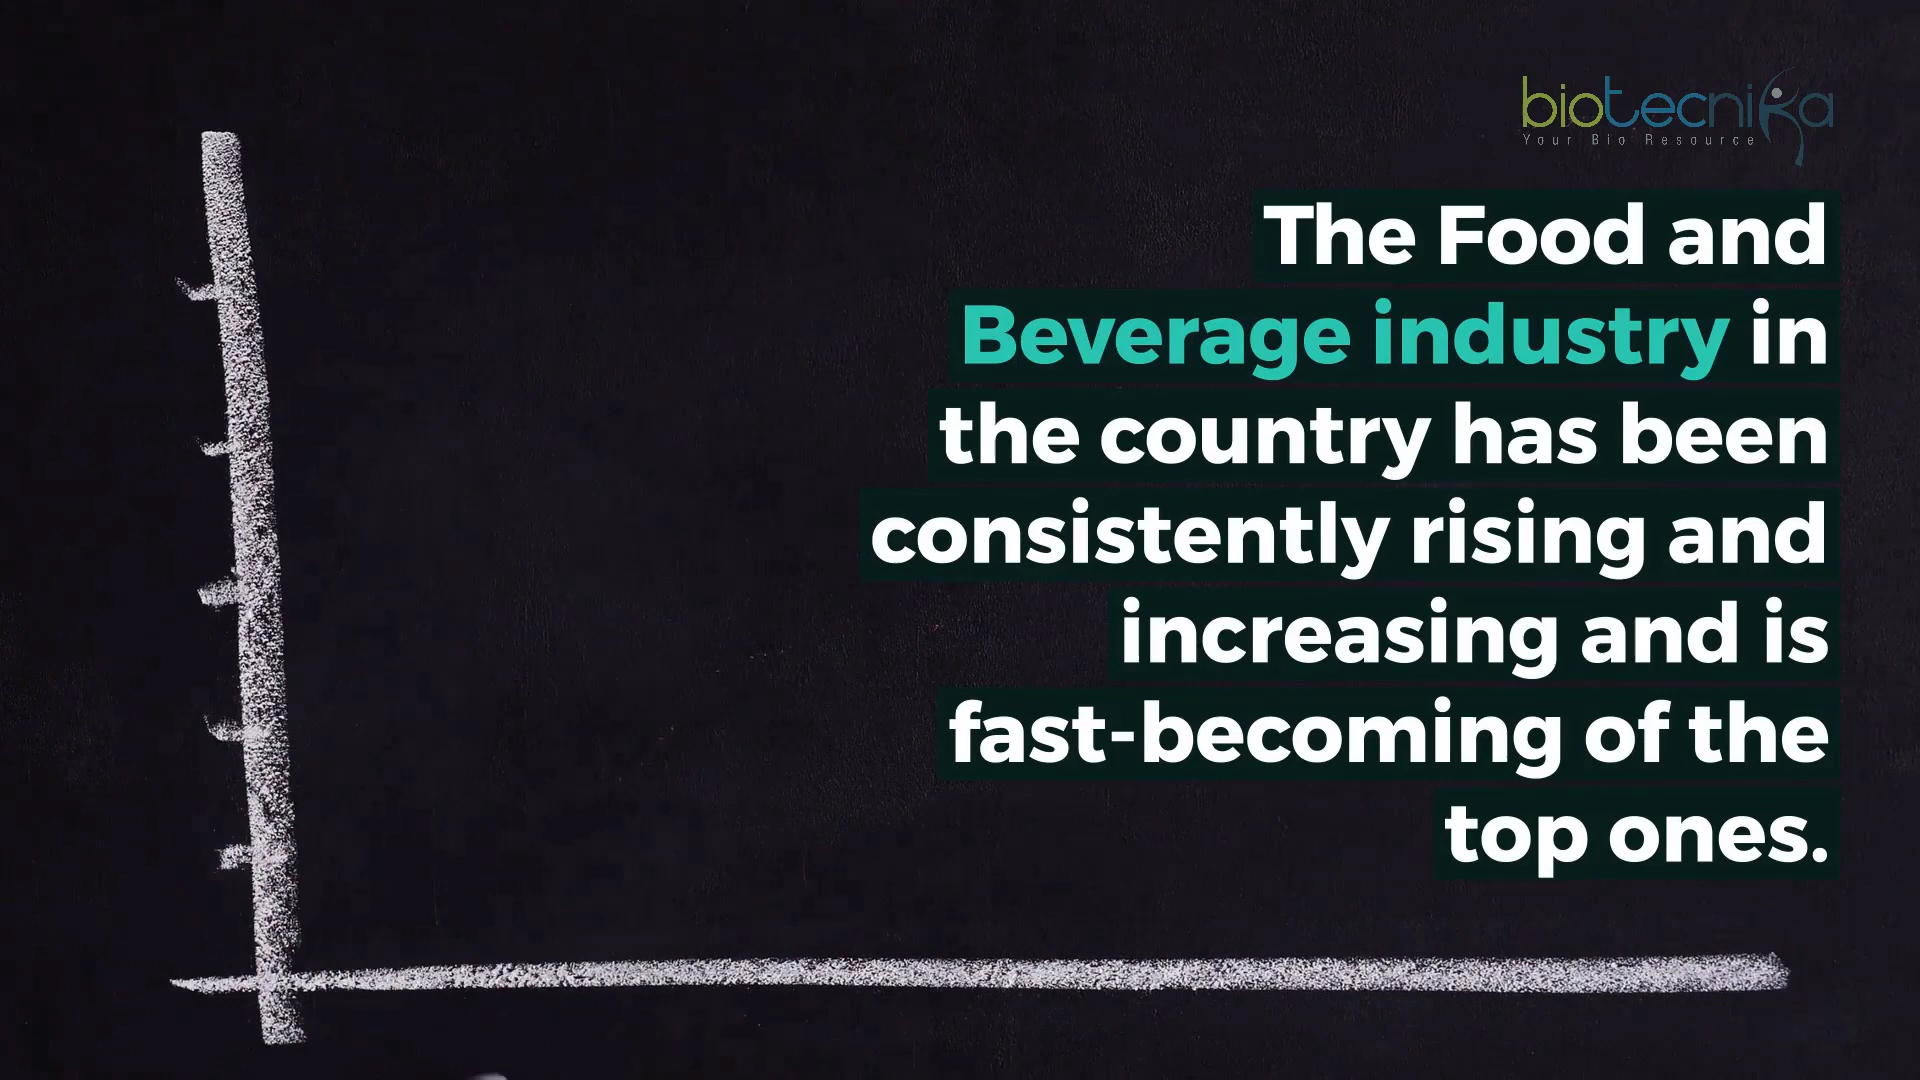 biotecnika
Your Bio Resource
The Food and
Beverage industry in
the country has been
consistently rising and
increasing and is
fast-becoming of the
top ones.